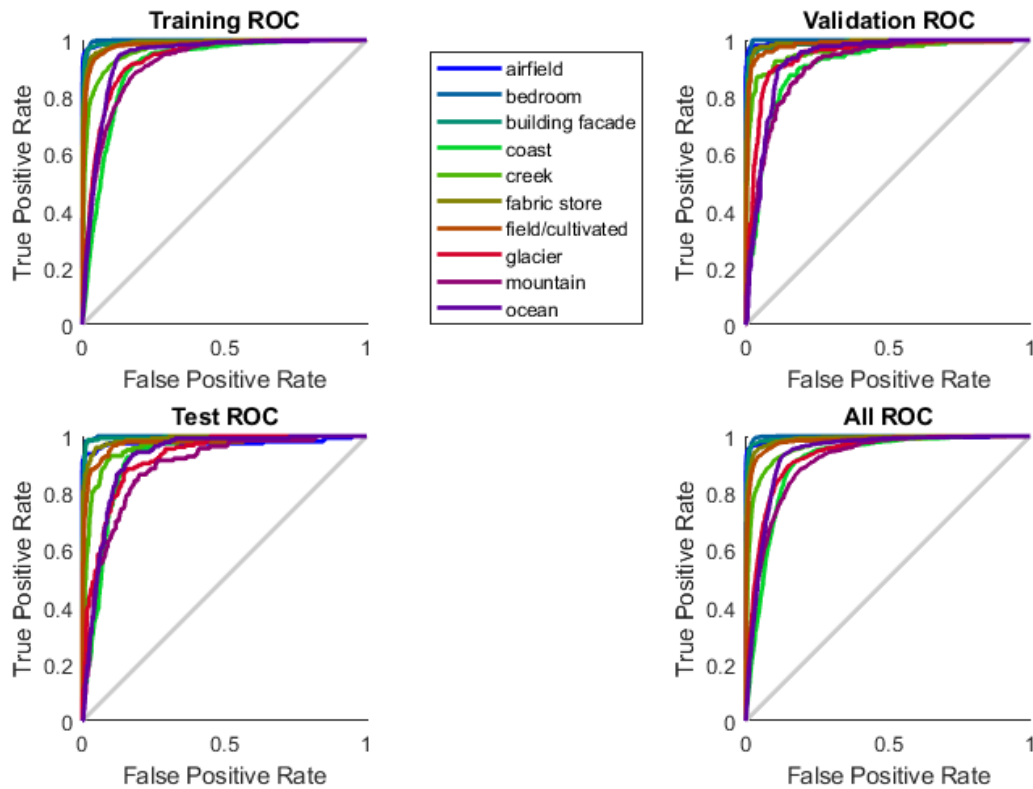 Training ROC
1
0.8
0.6
0.4
0.2
0
0
0.5
1
True Positive Rate
False Positive Rate
airfield
bedroom
building facade
coast
creek
fabric store
field/cultivated
glacier
mountain
ocean
Validation ROC
1
0.8
0.6
0.4
0.2
0
0
0.5
1
True Positive Rate
False Positive Rate
Test ROC
1
0.8
0.6
0.4
0.2
0
0
0.5
1
True Positive Rate
False Positive Rate
All ROC
1
0.8
0.6
0.4
0.2
0
0
0.5
1
True Positive Rate
False Positive Rate